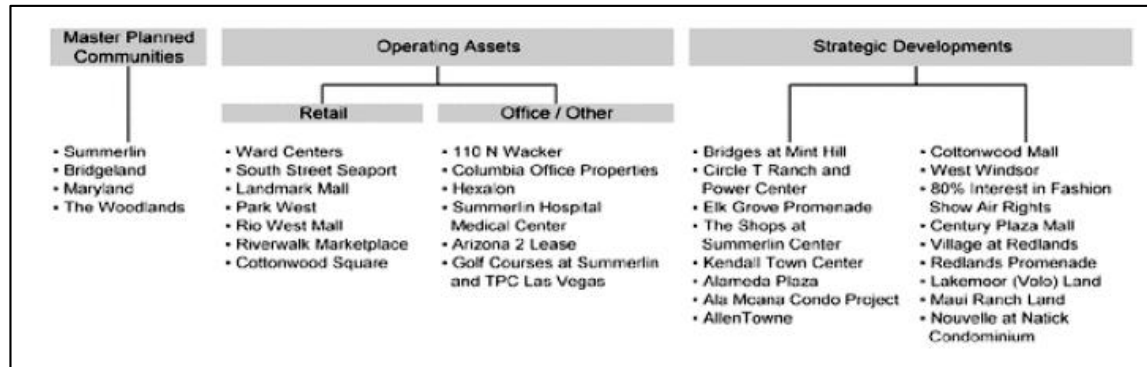 Master Planned
Communities
• Summerlin
• Bridgeland
• Maryland
• The Woodlands
Operating Assets
Retail
• Ward Centers
• South Street Seaport
• Landmark Mall
• Park West
• Rio West Mall
• Riverwalk Marketplace
• Cottonwood Square
Office / Other
• 110 N Wacker
• Columbia Office Properties
• Hexalon
• Summerlin Hospital
Medical Center
• Arizona 2 Lease
• Golf Courses at Summerlin
and TPC Las Vegas
Strategic Developments
• Bridges at Mint Hill
• Circle T Ranch and
Power Center
• Elk Grove Promenade
• The Shops at
Summerlin Center
• Kendall Town Center
• Alameda Plaza
• Ala Moana Condo Project
• AllenTowne
• Cottonwood Mall
• West Windsor
• 80% Interest in Fashion
Show Air Rights
• Century Plaza Mall
• Village at Redlands
• Redlands Promenade
• Lakemoor (Volo) Land
• Maui Ranch Land
• Nouvelle at Natick
Condominium